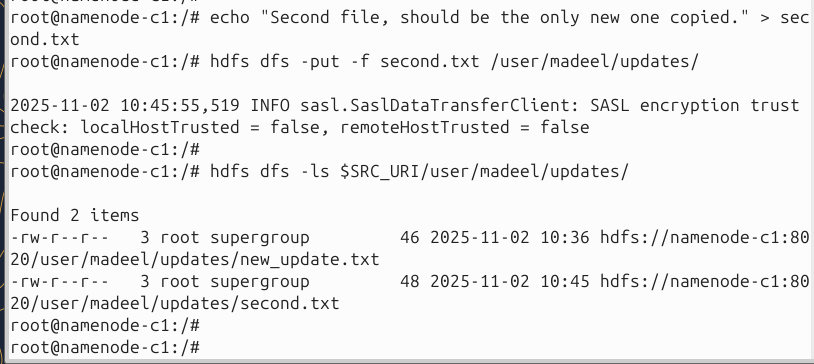 root@namenode-c1:/# echo "Second file, should be the only new one copied." > sec
ond.txt
root@namenode-c1:/# hdfs dfs -put -f second.txt /user/madeel/updates/
2025-11-02 10:45:55,519 INFO sasl.SaslDataTransferClient: SASL encryption trust
check: localHostTrusted = false, remoteHostTrusted = false
root@namenode-c1:/#
root@namenode-c1:/# hdfs dfs -ls $SRC_URI/user/madeel/updates/
Found 2 items
-rw-r--r--   3 root supergroup         46 2025-11-02 10:36 hdfs://namenode-c1:80
20/user/madeel/updates/new_update.txt
-rw-r--r--   3 root supergroup         48 2025-11-02 10:45 hdfs://namenode-c1:80
20/user/madeel/updates/second.txt
root@namenode-c1:/#
root@namenode-c1:/#